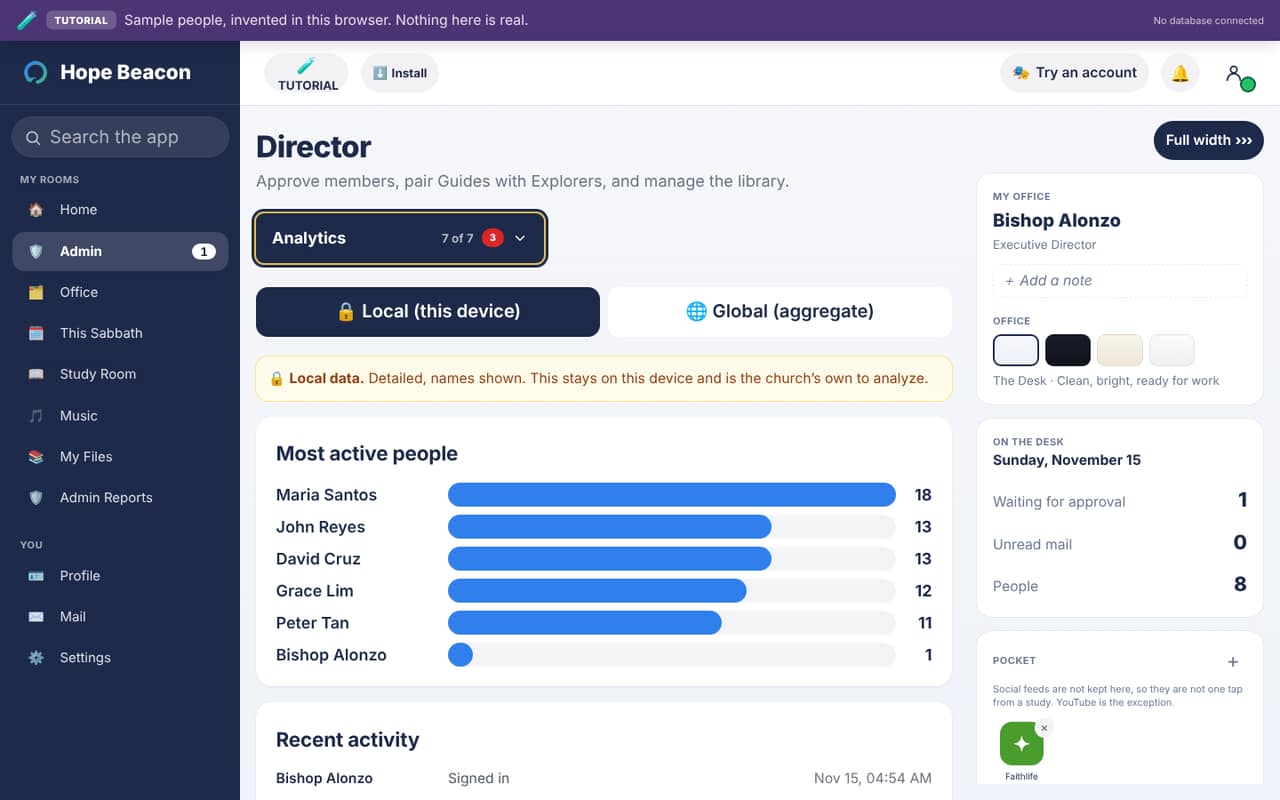 TUTORIAL Sample people, invented in this browser. Nothing here is real.
No database connected
Hope Beacon
Search the app
MY ROOMS
Home
Admin 1
Office
This Sabbath
Study Room
Music
My Files
Admin Reports
YOU
Profile
Mail
Settings
TUTORIAL
Install
Try an account
Director
Approve members, pair Guides with Explorers, and manage the library.
Full width ›››
Analytics 7 of 7 3
Local (this device)
Global (aggregate)
Local data. Detailed, names shown. This stays on this device and is the church's own to analyze.
Most active people
Maria Santos 18
John Reyes 13
David Cruz 13
Grace Lim 12
Peter Tan 11
Bishop Alonzo 1
Recent activity
Bishop Alonzo Signed in Nov 15, 04:54 AM
MY OFFICE
Bishop Alonzo
Executive Director
+ Add a note
OFFICE
The Desk · Clean, bright, ready for work
ON THE DESK
Sunday, November 15
Waiting for approval 1
Unread mail 0
People 8
POCKET +
Social feeds are not kept here, so they are not one tap
from a study. YouTube is the exception.
×
Faithlife